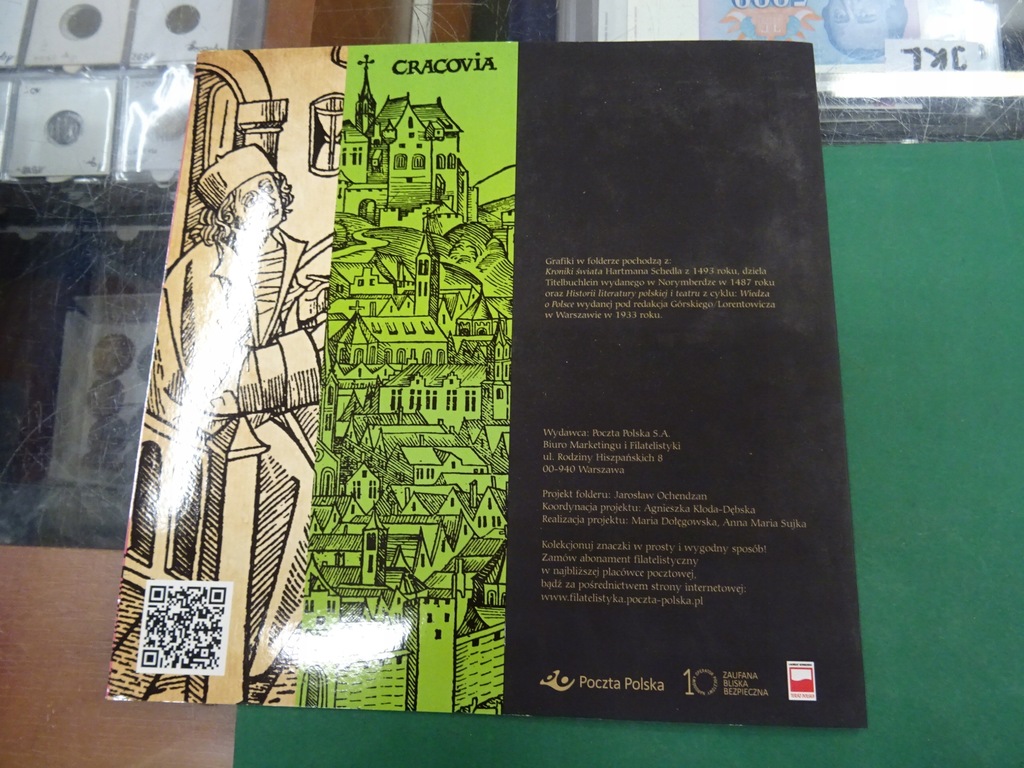 CRACOVIA
Grafiki w folderze pochodzą z:
Kroniki świata Hartmana Schedla z 1493 roku, dzieła
Titelbuchlein wydanego w Norymberdze w 1487 roku
oraz Historii literatury polskiej i teatru z cyklu: Wiedza
o Polsce wydanej pod redakcja Górskiego/Lorentowicza
w Warszawie w 1933 roku.
Wydawca: Poczta Polska S.A.
Biuro Marketingu i Filatelistyki
ul. Rodziny Hiszpańskich 8
00-940 Warszawa
Projekt folderu: Jarosław Ochendzan
Koordynacja projektu: Agnieszka Kłoda-Dębska
Realizacja projektu: Maria Dołęgowska, Anna Maria Sujka
Kolekcjonuj znaczki w prosty i wygodny sposób!
Zamów abonament filatelistyczny
w najbliższej placówce pocztowej,
bądź za pośrednictwem strony internetowej:
www.filatelistyka.poczta-polska.pl
Poczta Polska
ZAUFANA
BLISKA
BEZPIECZNA
5000
JKL